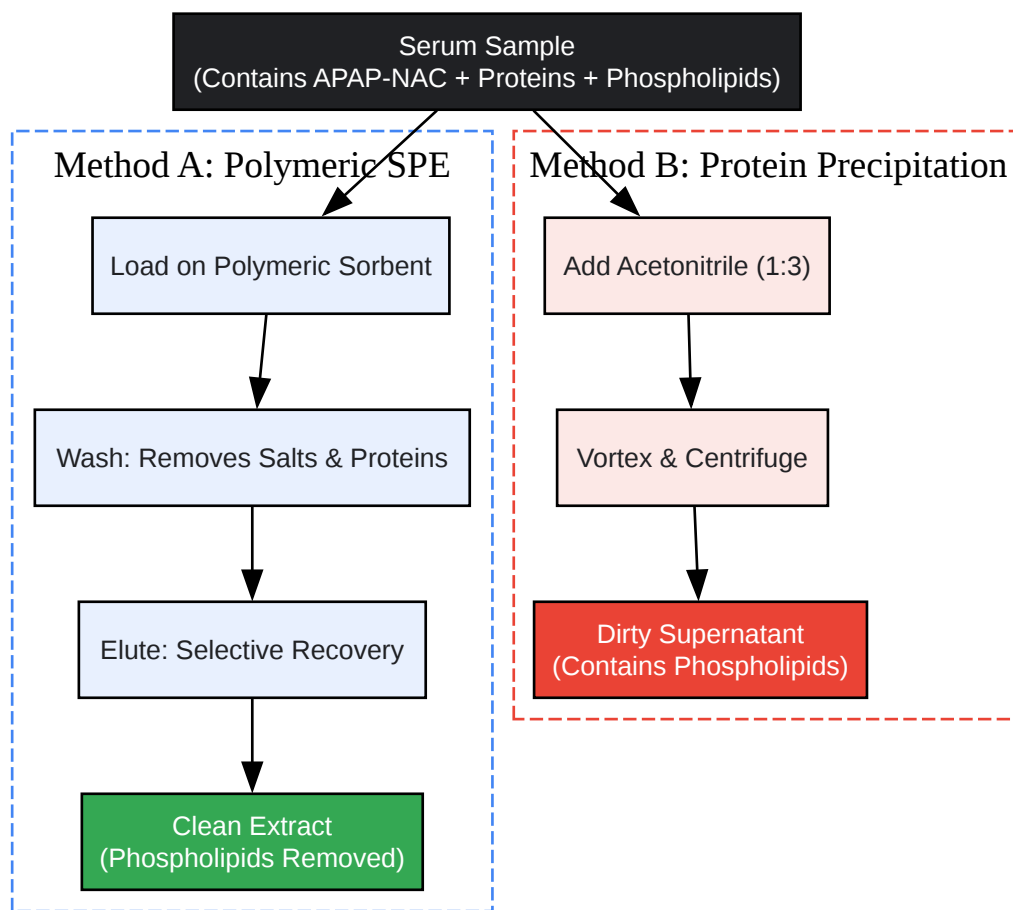 Serum Sample
(Contains APAP-NAC + Proteins + Phospholipids)
Method A: Polymeric SPE
Load on Polymeric Sorbent
Wash: Removes Salts & Proteins
Elute: Selective Recovery
Clean Extract
(Phospholipids Removed)
Method B: Protein Precipitation
Add Acetonitrile (1:3)
Vortex & Centrifuge
Dirty Supernatant
(Contains Phospholipids)